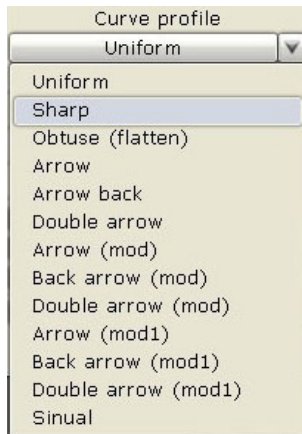 Curve profile
Uniform
Uniform
Sharp
Obtuse (flatten)
Arrow
Arrow back
Double arrow
Arrow (mod)
Back arrow (mod)
Double arrow (mod)
Arrow (mod1)
Back arrow (mod1)
Double arrow (mod1)
Sinual